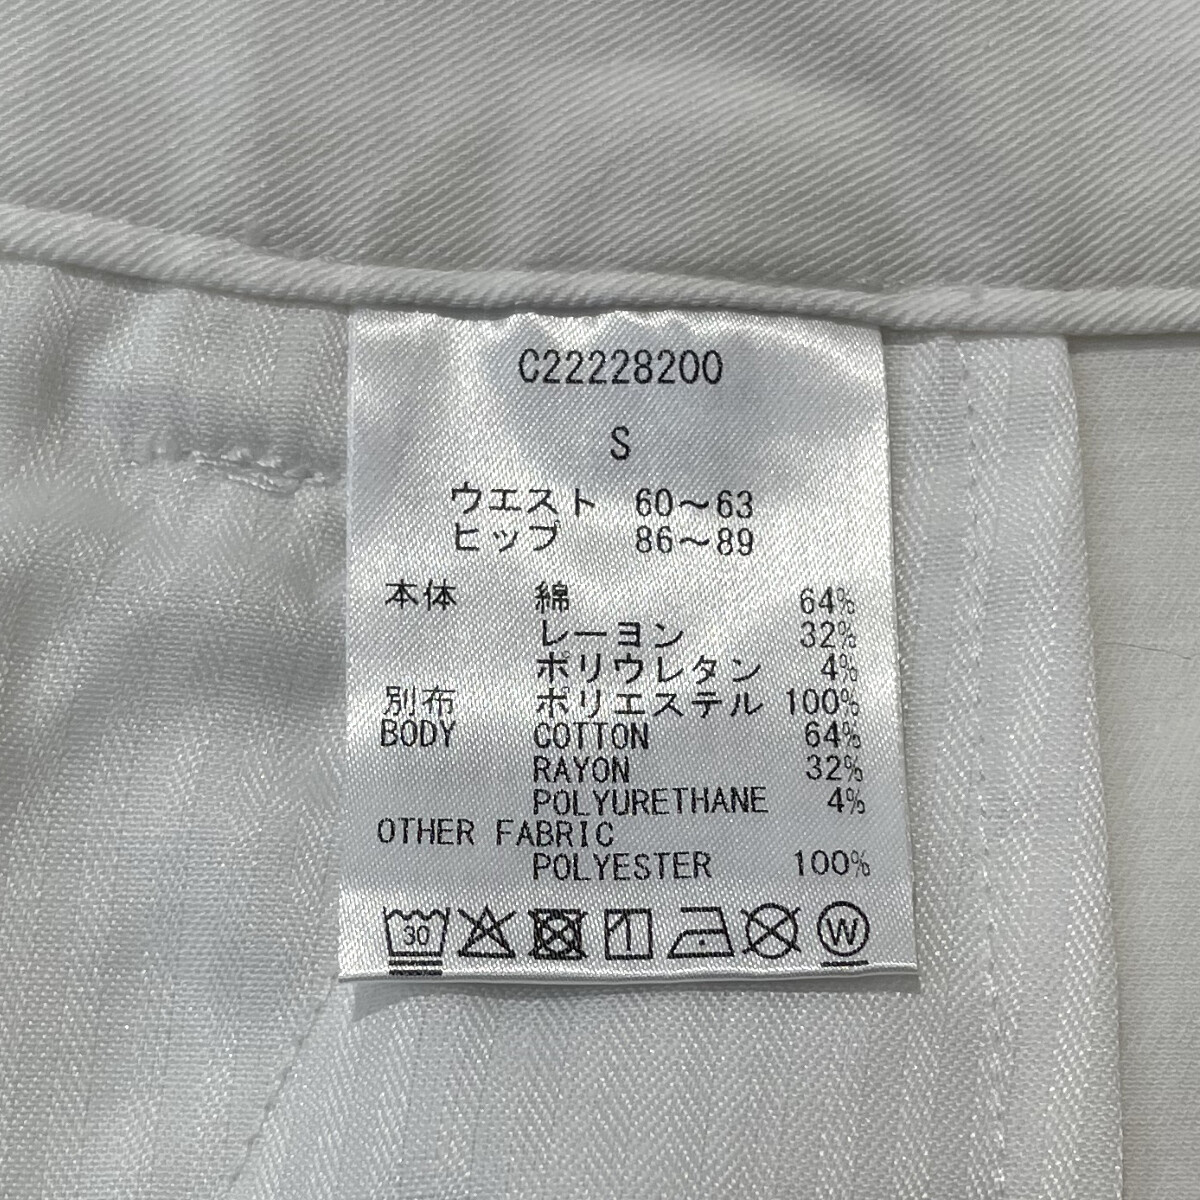 C22228200
S
ウエスト 60～63
ヒップ 86～89
本体 綿 64%
レーヨン 32%
ポリウレタン 4%
別布 ポリエステル 100%
BODY COTTON 64%
RAYON 32%
POLYURETHANE 4%
OTHER FABRIC
POLYESTER 100%
30 W